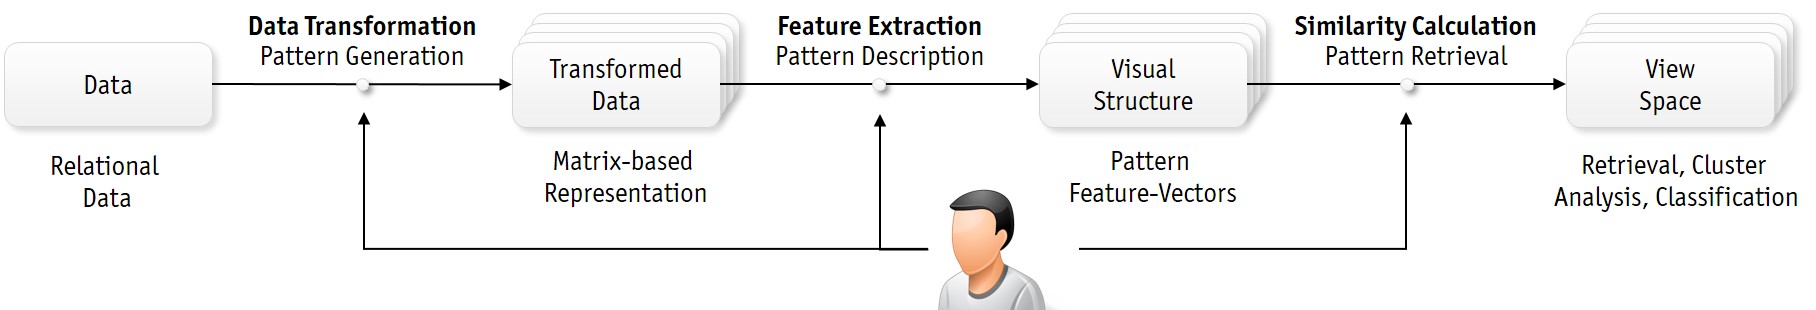 Data
Relational
Data
Data Transformation
Pattern Generation
Transformed
Data
Matrix-based
Representation
Feature Extraction
Pattern Description
Visual
Structure
Pattern
Feature-Vectors
Similarity Calculation
Pattern Retrieval
View
Space
Retrieval, Cluster
Analysis, Classification